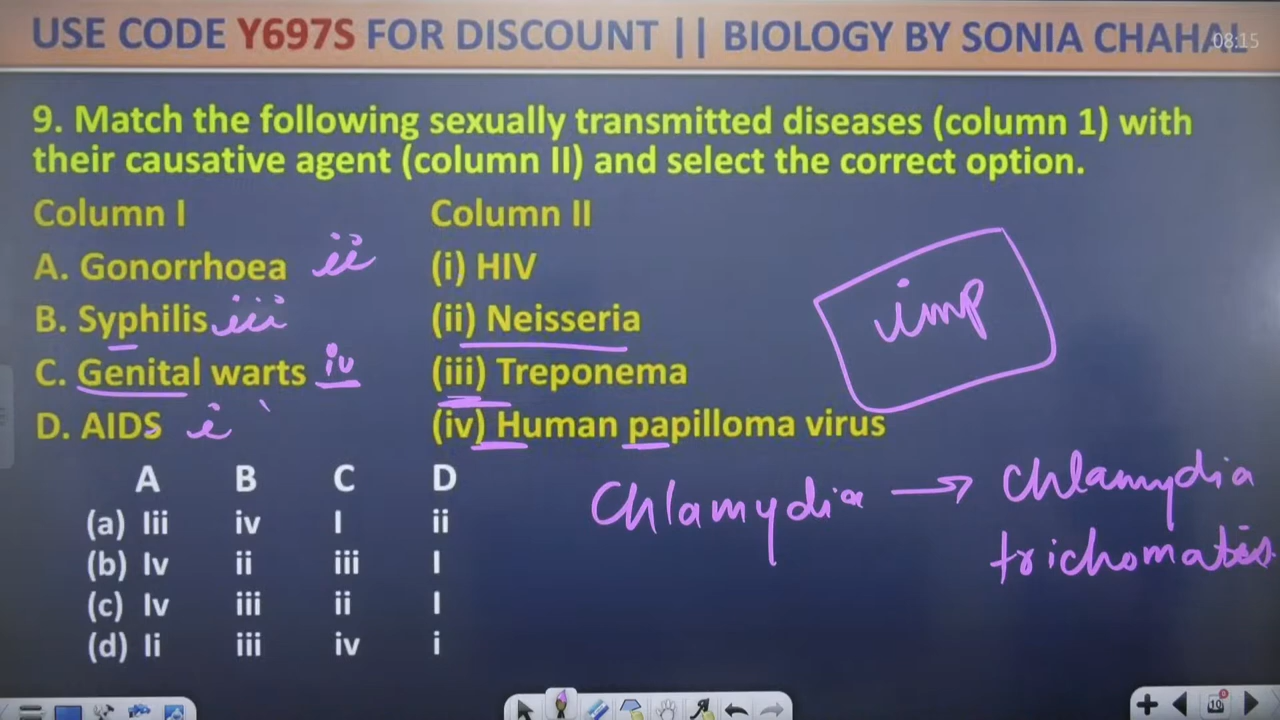 USE CODE Y697S FOR DISCOUNT || BIOLOGY BY SONIA CHAHAL
08:15
9. Match the following sexually transmitted diseases (column 1) with
their causative agent (column II) and select the correct option.
Column I Column II
A. Gonorrhoea ii (i) HIV
B. Syphilis iii (ii) Neisseria
C. Genital warts iv (iii) Treponema
D. AIDS i (iv) Human papilloma virus
imp
A B C D
(a) Iii iv I ii
(b) Iv ii iii I
(c) Iv iii ii I
(d) Ii iii iv i
Chlamydia → Chlamydia
trichomatis
10